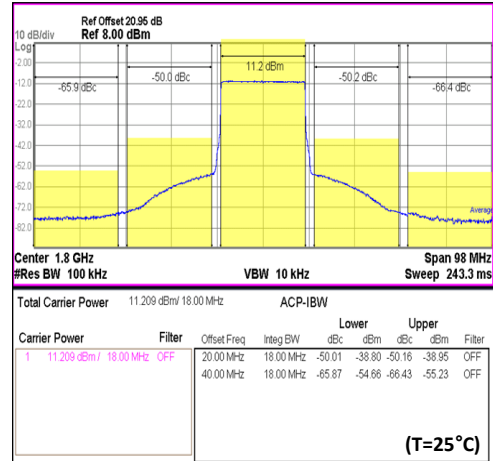 Ref Offset 20.95 dB
10 dB/div Ref 8.00 dBm
Log
-2.00
-12.0
-22.0
-32.0
-42.0
-52.0
-62.0
-72.0
-82.0
-65.9 dBc
-50.0 dBc
11.2 dBm
-50.2 dBc
-66.4 dBc
Average
Center 1.8 GHz Span 98 MHz
#Res BW 100 kHz VBW 10 kHz Sweep 243.3 ms
Total Carrier Power 11.209 dBm/ 18.00 MHz ACP-IBW
Lower Upper
Carrier Power Filter Offset Freq Integ BW dBc dBm dBc dBm Filter
1 11.209 dBm / 18.00 MHz OFF 20.00 MHz 18.00 MHz -50.01 -38.80 -50.16 -38.95 OFF
40.00 MHz 18.00 MHz -65.87 -54.66 -66.43 -55.23 OFF
(T=25°C)